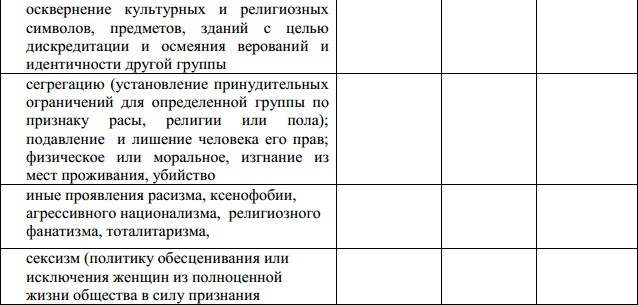 осквернение культурных и религиозных
символов, предметов, зданий с целью
дискредитации и осмеяния верований и
идентичности другой группы
сегрегацию (установление принудительных
ограничений для определенной группы по
признаку расы, религии или пола);
подавление и лишение человека его прав;
физическое или моральное, изгнание из
мест проживания, убийство
иные проявления расизма, ксенофобии,
агрессивного национализма, религиозного
фанатизма, тоталитаризма,
сексизм (политику обесценивания или
исключения женщин из полноценной
жизни общества в силу признания